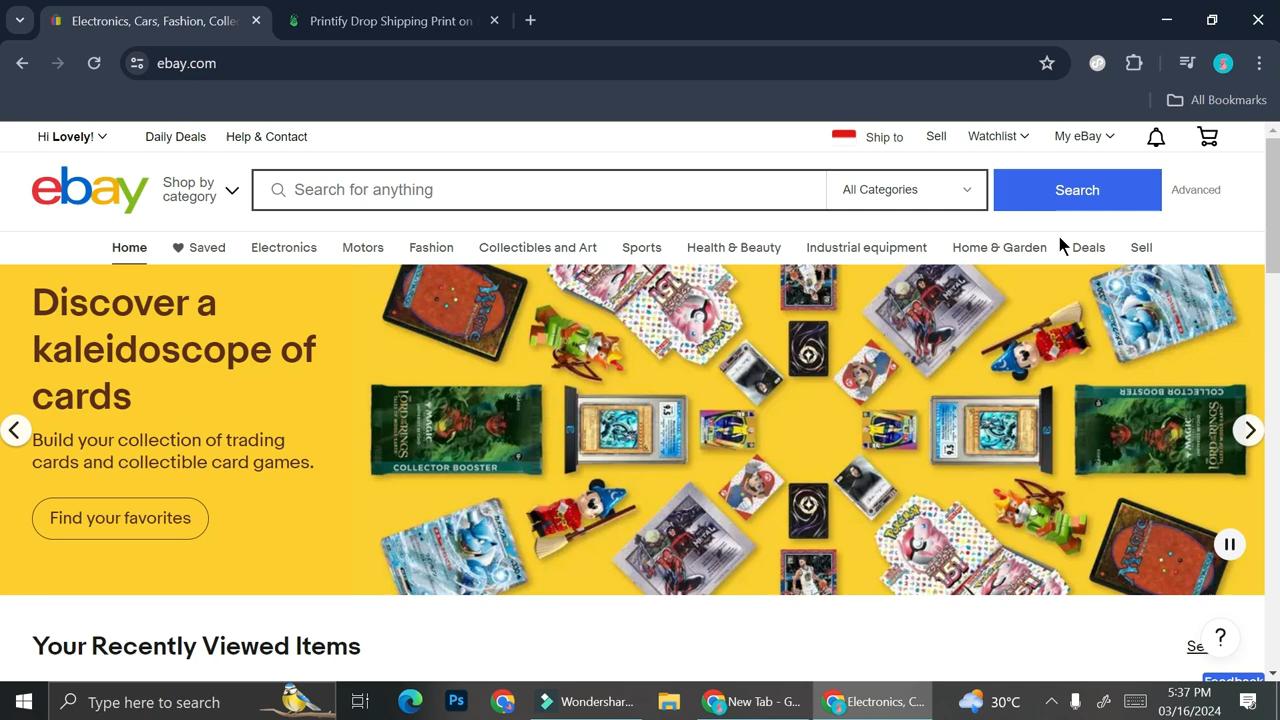 Electronics, Cars, Fashion, Colle
Printify Drop Shipping Print on
ebay.com
All Bookmarks
Hi Lovely!
Daily Deals
Help & Contact
Ship to
Sell
Watchlist
My eBay
ebay
Shop by
category
Search for anything
All Categories
Search
Advanced
Home
Saved
Electronics
Motors
Fashion
Collectibles and Art
Sports
Health & Beauty
Industrial equipment
Home & Garden
Deals
Sell
Discover a
kaleidoscope of
cards
Build your collection of trading
cards and collectible card games.
Find your favorites
COLLECTOR BOOSTER
COLLECTOR BOOSTER
Your Recently Viewed Items
Se
?
Feedback
Type here to search
Ps
Wondershar...
New Tab - G...
Electronics, C...
30°C
5:37 PM
03/16/2024